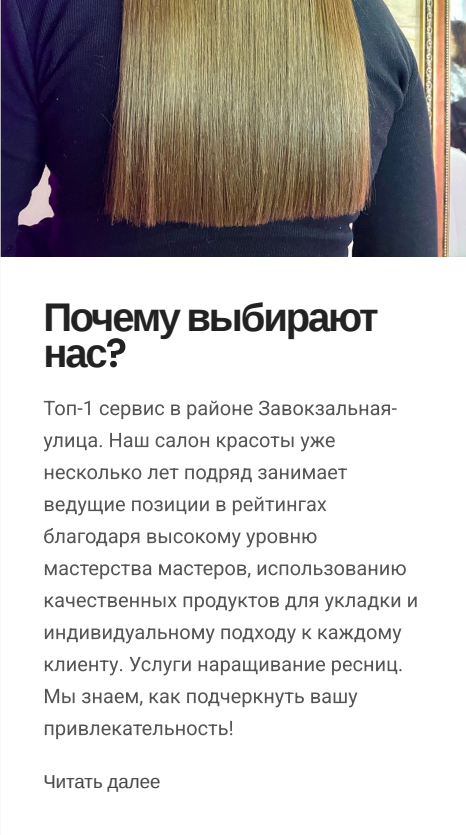 Почему выбирают
нас?
Топ-1 сервис в районе Завокзальная-
улица. Наш салон красоты уже
несколько лет подряд занимает
ведущие позиции в рейтингах
благодаря высокому уровню
мастерства мастеров, использованию
качественных продуктов для укладки и
индивидуальному подходу к каждому
клиенту. Услуги наращивание ресниц.
Мы знаем, как подчеркнуть вашу
привлекательность!
Читать далее